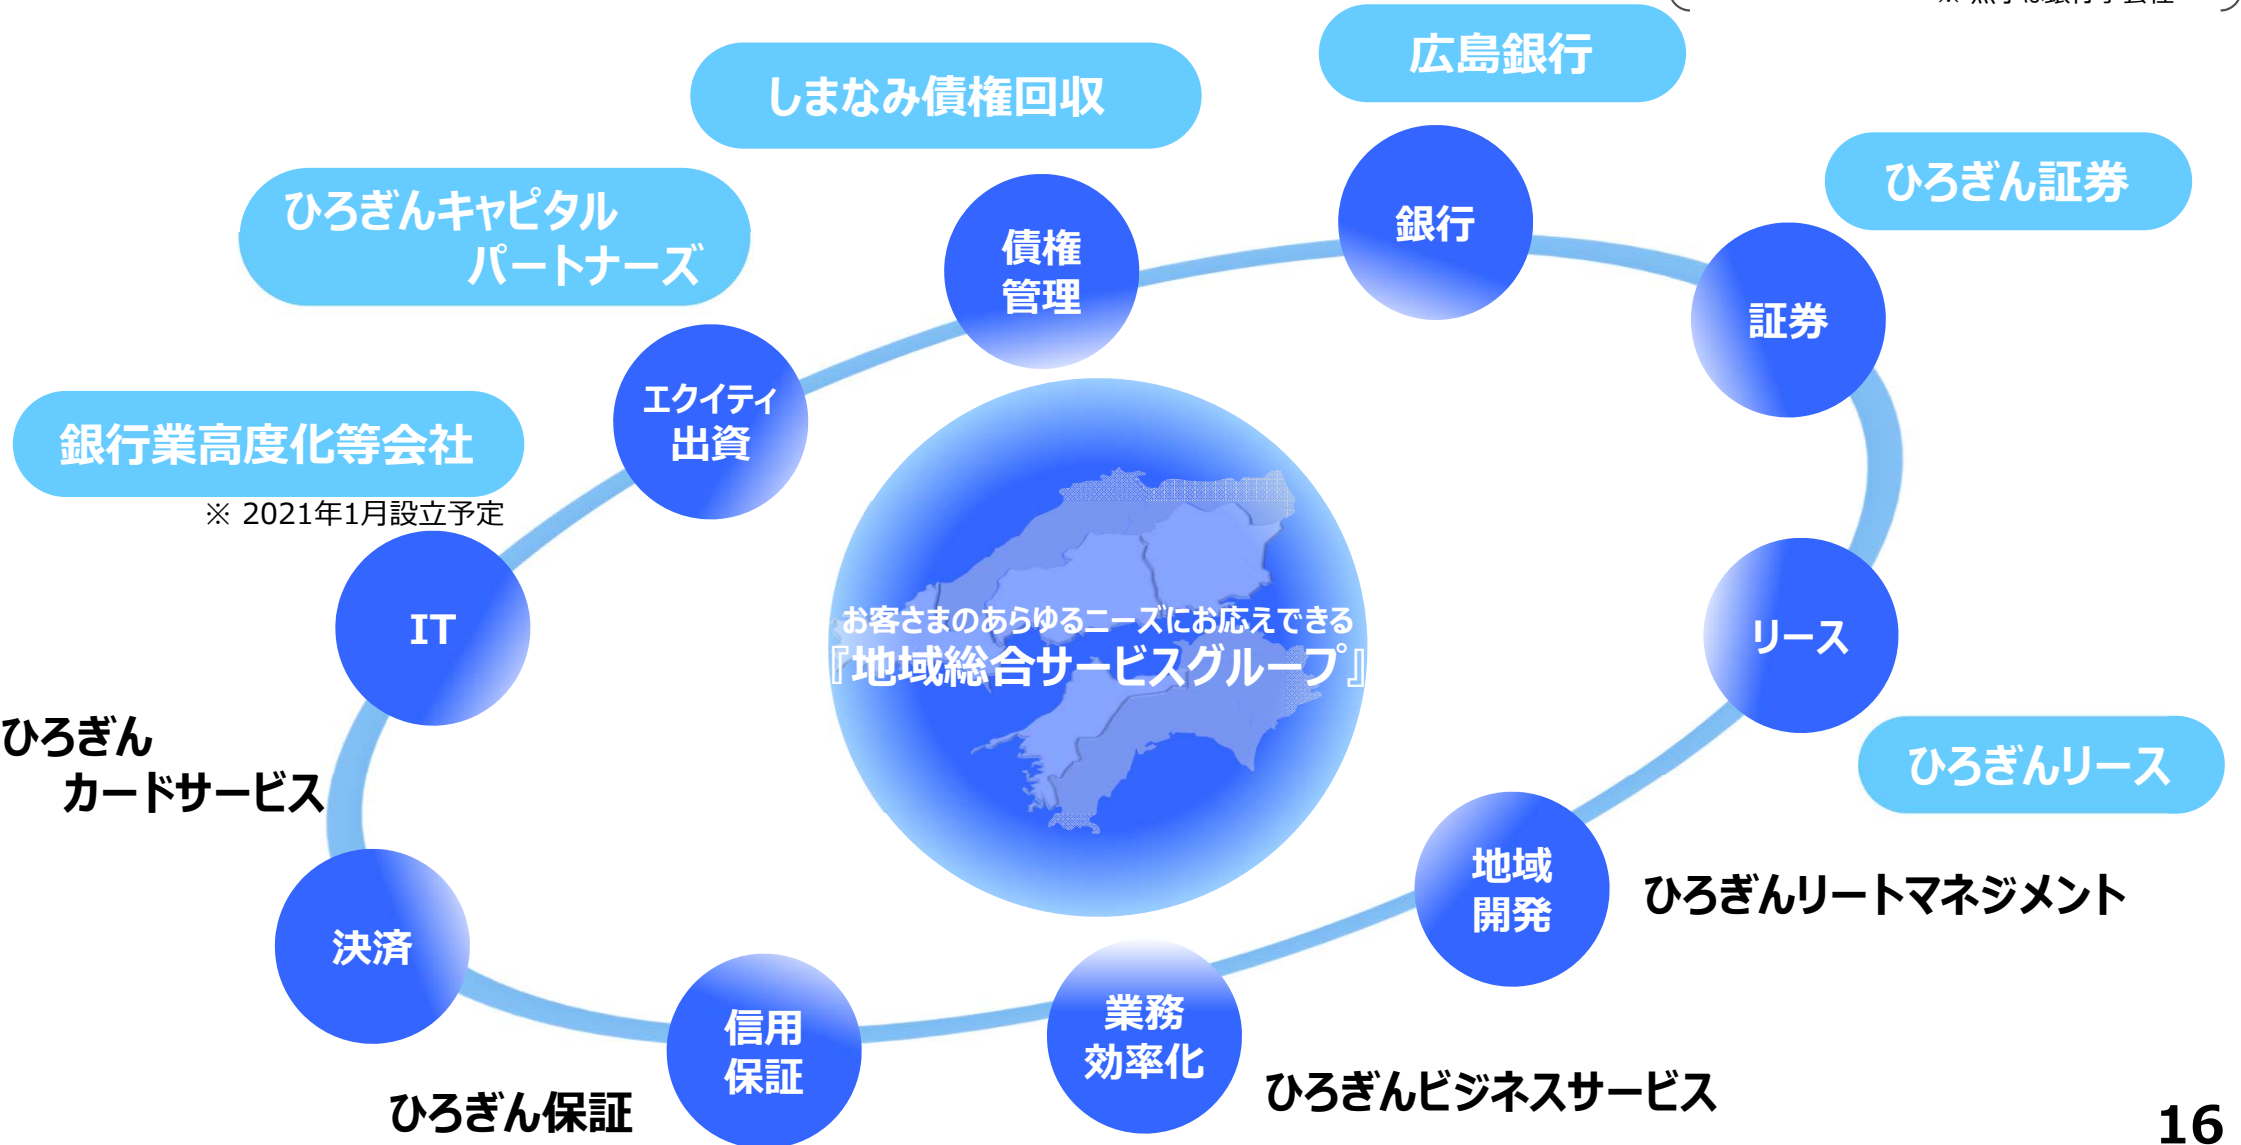 広島銀行
しまなみ債権回収
ひろぎん証券
ひろぎんキャピタル
パートナーズ
銀行
債権
管理
証券
エクイティ
出資
銀行業高度化等会社
※ 2021年1月設立予定
IT
お客さまのあらゆるニーズにお応えできる
『地域総合サービスグループ』
リース
ひろぎん
カードサービス
ひろぎんリース
地域
開発
ひろぎんリートマネジメント
決済
信用
保証
業務
効率化
ひろぎんビジネスサービス
ひろぎん保証
16